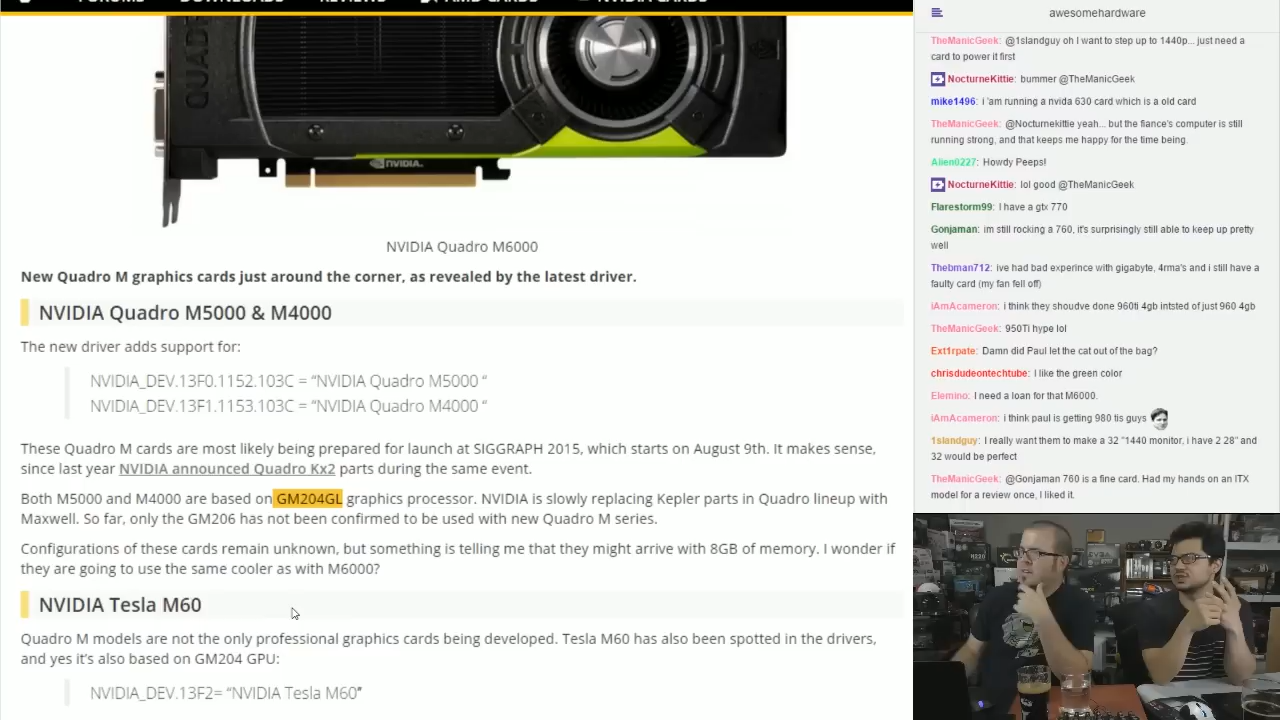 FORUMS DOWNLOADS REVIEWS AMD CARDS NVIDIA CARDS
QUADRO
NVIDIA.
NVIDIA Quadro M6000
New Quadro M graphics cards just around the corner, as revealed by the latest driver.
NVIDIA Quadro M5000 & M4000
The new driver adds support for:
NVIDIA_DEV.13F0.1152.103C = “NVIDIA Quadro M5000 “
NVIDIA_DEV.13F1.1153.103C = “NVIDIA Quadro M4000 “
These Quadro M cards are most likely being prepared for launch at SIGGRAPH 2015, which starts on August 9th. It makes sense,
since last year NVIDIA announced Quadro Kx2 parts during the same event.
Both M5000 and M4000 are based on GM204GL graphics processor. NVIDIA is slowly replacing Kepler parts in Quadro lineup with
Maxwell. So far, only the GM206 has not been confirmed to be used with new Quadro M series.
Configurations of these cards remain unknown, but something is telling me that they might arrive with 8GB of memory. I wonder if
they are going to use the same cooler as with M6000?
NVIDIA Tesla M60
Quadro M models are not the only professional graphics cards being developed. Tesla M60 has also been spotted in the drivers,
and yes it’s also based on GM204 GPU:
NVIDIA_DEV.13F2= “NVIDIA Tesla M60”
awesomehardware
TheManicGeek: @1slandguy oh I want to step up to 1440p... just need a
card to power it first
NocturneKittie: bummer @TheManicGeek
mike1496: i 'am running a nvida 630 card which is a old card
TheManicGeek: @Nocturnekittie yeah... but the fiance's computer is still
running strong, and that keeps me happy for the time being.
Alien0227: Howdy Peeps!
NocturneKittie: lol good @TheManicGeek
Flarestorm99: I have a gtx 770
Gonjaman: im still rocking a 760, it's surprisingly still able to keep up pretty
well
Thebman712: ive had bad experince with gigabyte, 4rma's and i still have a
faulty card (my fan fell off)
iAmAcameron: i think they shoudve done 960ti 4gb intsted of just 960 4gb
TheManicGeek: 950Ti hype lol
Ext1rpate: Damn did Paul let the cat out of the bag?
chrisdudeontechtube: I like the green color
Elemino: I need a loan for that M6000.
iAmAcameron: i think paul is getting 980 tis guys
1slandguy: I really want them to make a 32 "1440 monitor, i have 2 28" and
32 would be perfect
TheManicGeek: @Gonjaman 760 is a fine card. Had my hands on an ITX
model for a review once, I liked it.